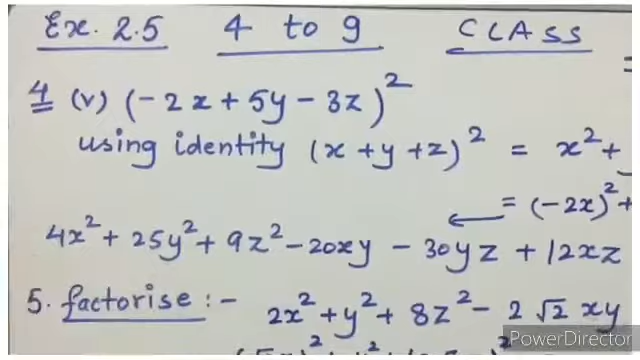 Ex. 2.5 4 to 9 CLASS
=
4 (v) (-2x + 5y - 3z)²
using identity (x + y + z)² = x² +
= (-2x)² +
4x² + 25y² + 9z² - 20xy - 30yz + 12xz
5. factorise :- 2x² + y² + 8z² - 2√2 xy
PowerDirector